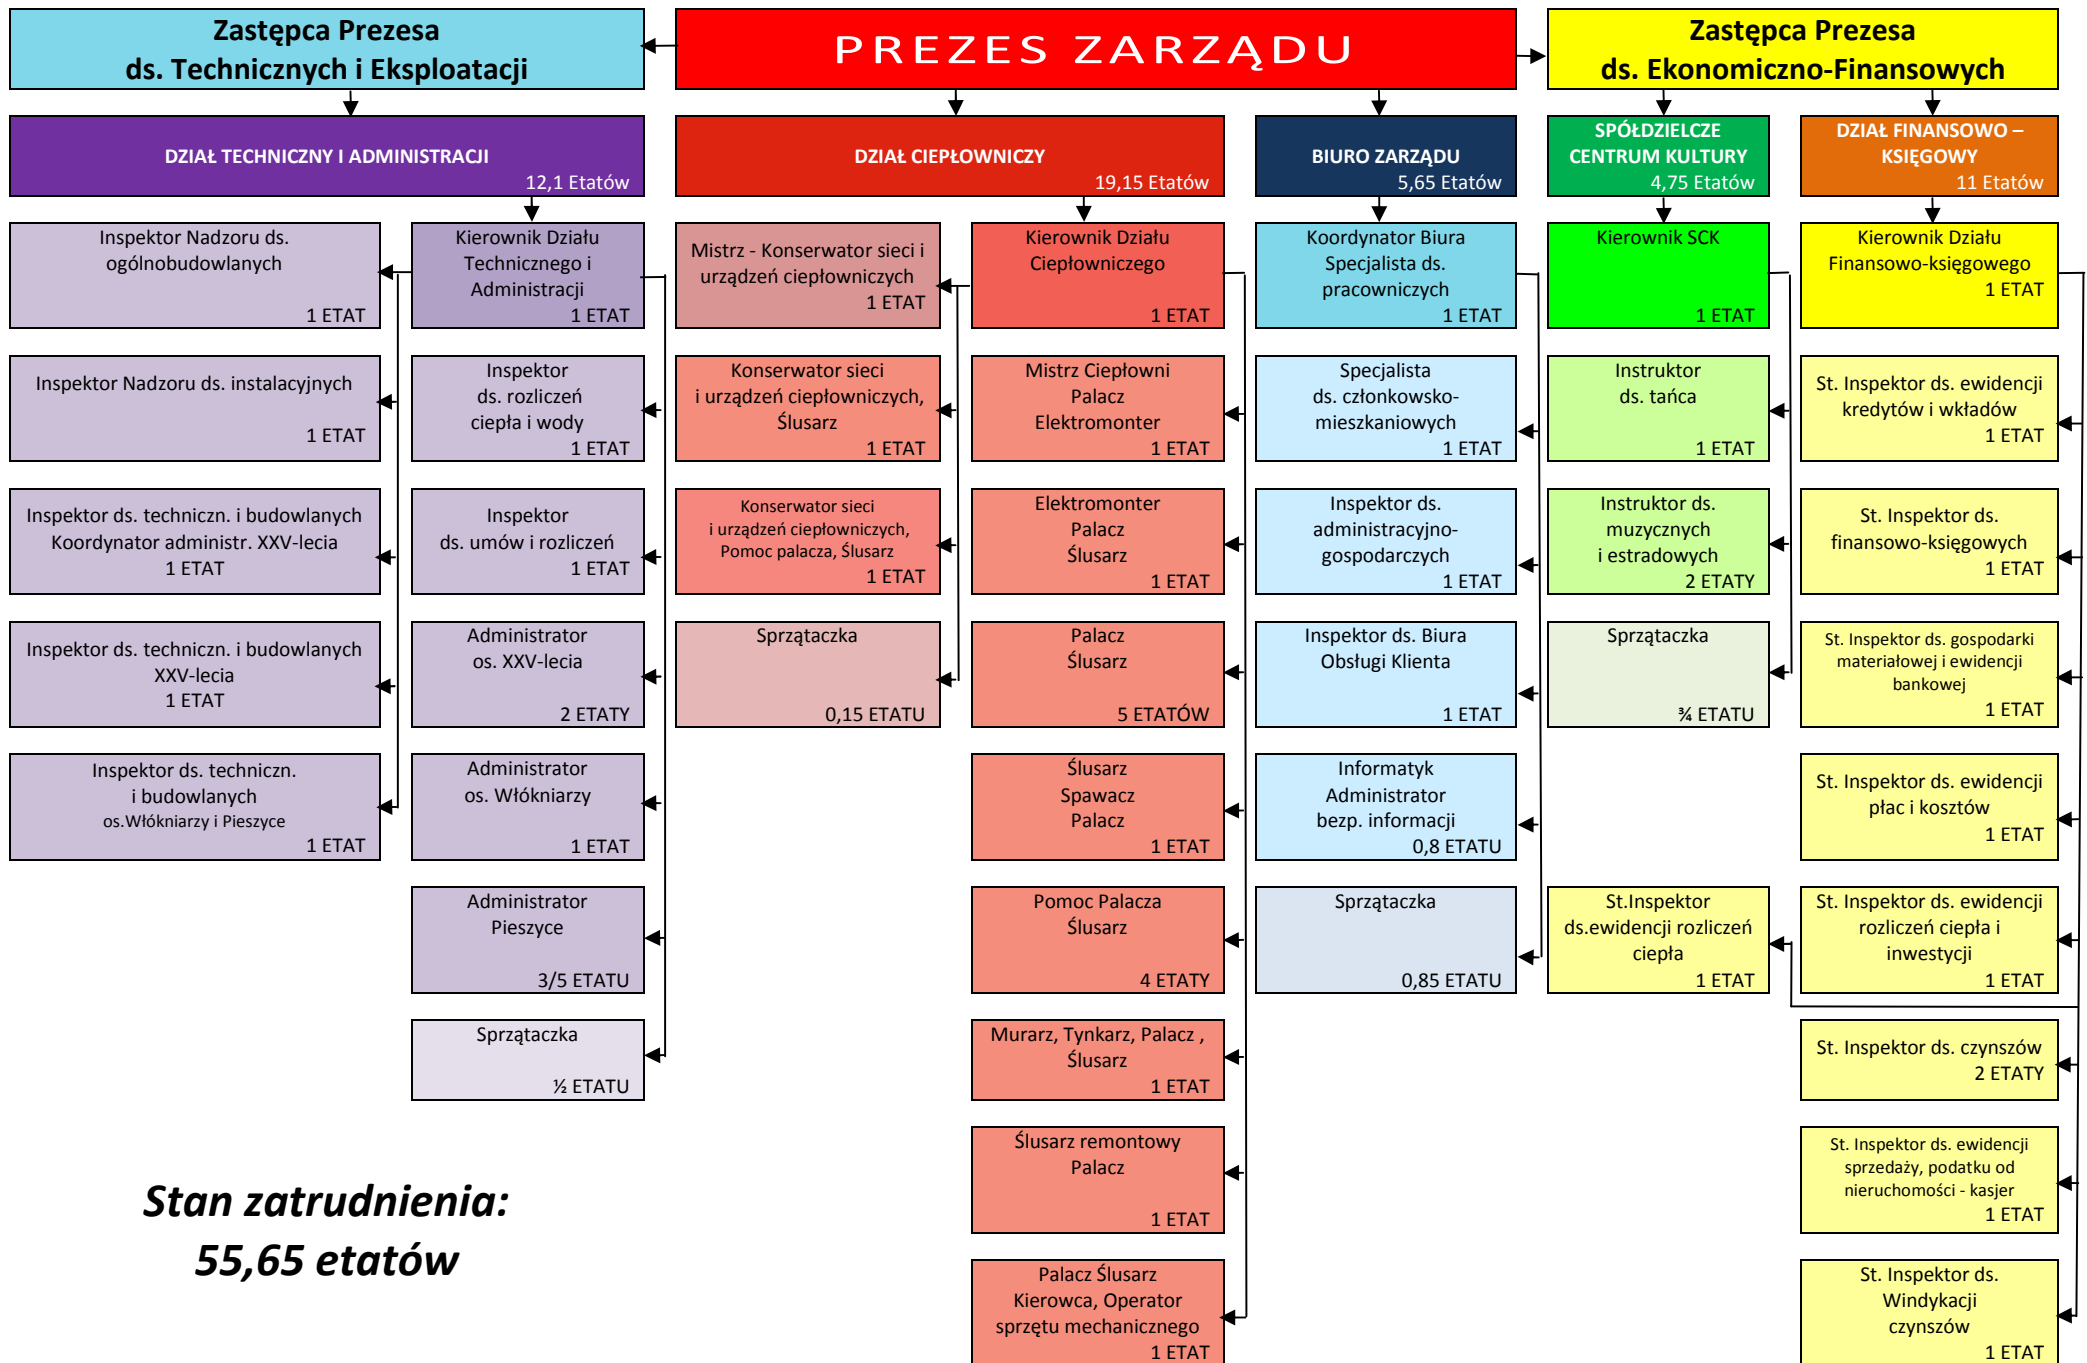 Zastępca Prezesa
ds. Technicznych i Eksploatacji
PREZES ZARZĄDU
Zastępca Prezesa
ds. Ekonomiczno-Finansowych
DZIAŁ TECHNICZNY I ADMINISTRACJI
12,1 Etatów
DZIAŁ CIEPŁOWNICZY
19,15 Etatów
BIURO ZARZĄDU
5,65 Etatów
SPÓŁDZIELCZE
CENTRUM KULTURY
4,75 Etatów
DZIAŁ FINANSOWO –
KSIĘGOWY
11 Etatów
Inspektor Nadzoru ds.
ogólnobudowlanych
1 ETAT
Inspektor Nadzoru ds. instalacyjnych
1 ETAT
Inspektor ds. techniczn. i budowlanych
Koordynator administr. XXV-lecia
1 ETAT
Inspektor ds. techniczn. i budowlanych
XXV-lecia
1 ETAT
Inspektor ds. techniczn.
i budowlanych
os.Włókniarzy i Pieszyce
1 ETAT
Kierownik Działu
Technicznego i
Administracji
1 ETAT
Inspektor
ds. rozliczeń
ciepła i wody
1 ETAT
Inspektor
ds. umów i rozliczeń
1 ETAT
Administrator
os. XXV-lecia
2 ETATY
Administrator
os. Włókniarzy
1 ETAT
Administrator
Pieszyce
3/5 ETATU
Sprzątaczka
½ ETATU
Mistrz - Konserwator sieci i
urządzeń ciepłowniczych
1 ETAT
Konserwator sieci
i urządzeń ciepłowniczych,
Ślusarz
1 ETAT
Konserwator sieci
i urządzeń ciepłowniczych,
Pomoc palacza, Ślusarz
1 ETAT
Sprzątaczka
0,15 ETATU
Kierownik Działu
Ciepłowniczego
1 ETAT
Mistrz Ciepłowni
Palacz
Elektromonter
1 ETAT
Elektromonter
Palacz
Ślusarz
1 ETAT
Palacz
Ślusarz
5 ETATÓW
Ślusarz
Spawacz
Palacz
1 ETAT
Pomoc Palacza
Ślusarz
4 ETATY
Murarz, Tynkarz, Palacz ,
Ślusarz
1 ETAT
Ślusarz remontowy
Palacz
1 ETAT
Palacz Ślusarz
Kierowca, Operator
sprzętu mechanicznego
1 ETAT
Koordynator Biura
Specjalista ds.
pracowniczych
1 ETAT
Specjalista
ds. członkowsko-
mieszkaniowych
1 ETAT
Inspektor ds.
administracyjno-
gospodarczych
1 ETAT
Inspektor ds. Biura
Obsługi Klienta
1 ETAT
Informatyk
Administrator
bezp. informacji
0,8 ETATU
Sprzątaczka
0,85 ETATU
Kierownik SCK
1 ETAT
Instruktor
ds. tańca
1 ETAT
Instruktor ds.
muzycznych
i estradowych
2 ETATY
Sprzątaczka
¾ ETATU
St.Inspektor
ds.ewidencji rozliczeń
ciepła
1 ETAT
Kierownik Działu
Finansowo-księgowego
1 ETAT
St. Inspektor ds. ewidencji
kredytów i wkładów
1 ETAT
St. Inspektor ds.
finansowo-księgowych
1 ETAT
St. Inspektor ds. gospodarki
materiałowej i ewidencji
bankowej
1 ETAT
St. Inspektor ds. ewidencji
płac i kosztów
1 ETAT
St. Inspektor ds. ewidencji
rozliczeń ciepła i
inwestycji
1 ETAT
St. Inspektor ds. czynszów
2 ETATY
St. Inspektor ds. ewidencji
sprzedaży, podatku od
nieruchomości - kasjer
1 ETAT
St. Inspektor ds.
Windykacji
czynszów
1 ETAT
Stan zatrudnienia:
55,65 etatów